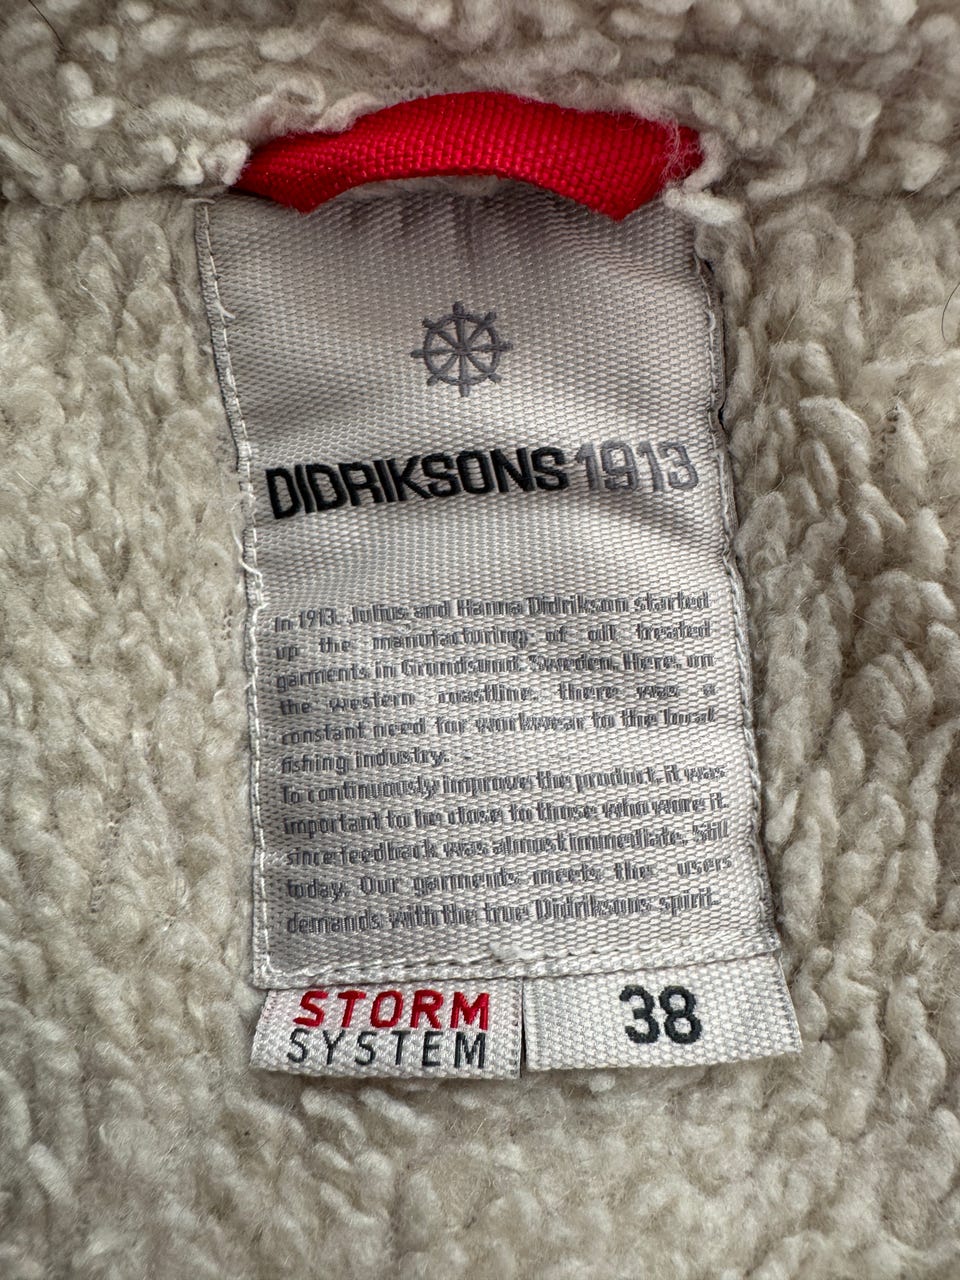 DIDRIKSONS 1913
In 1913. Julius and Hanna Didrikson started
up the manufacturing of oil treated
garments in Grundsund. Sweden. Here, on
the western coastline, there was a
constant need for workwear to the local
fishing industry.
To continuously improve the product, it was
important to be close to those who wore it.
since feedback was almost immediate. Still
today. Our garments meets the users
demands with the true Didriksons spirit.
STORM
SYSTEM
38